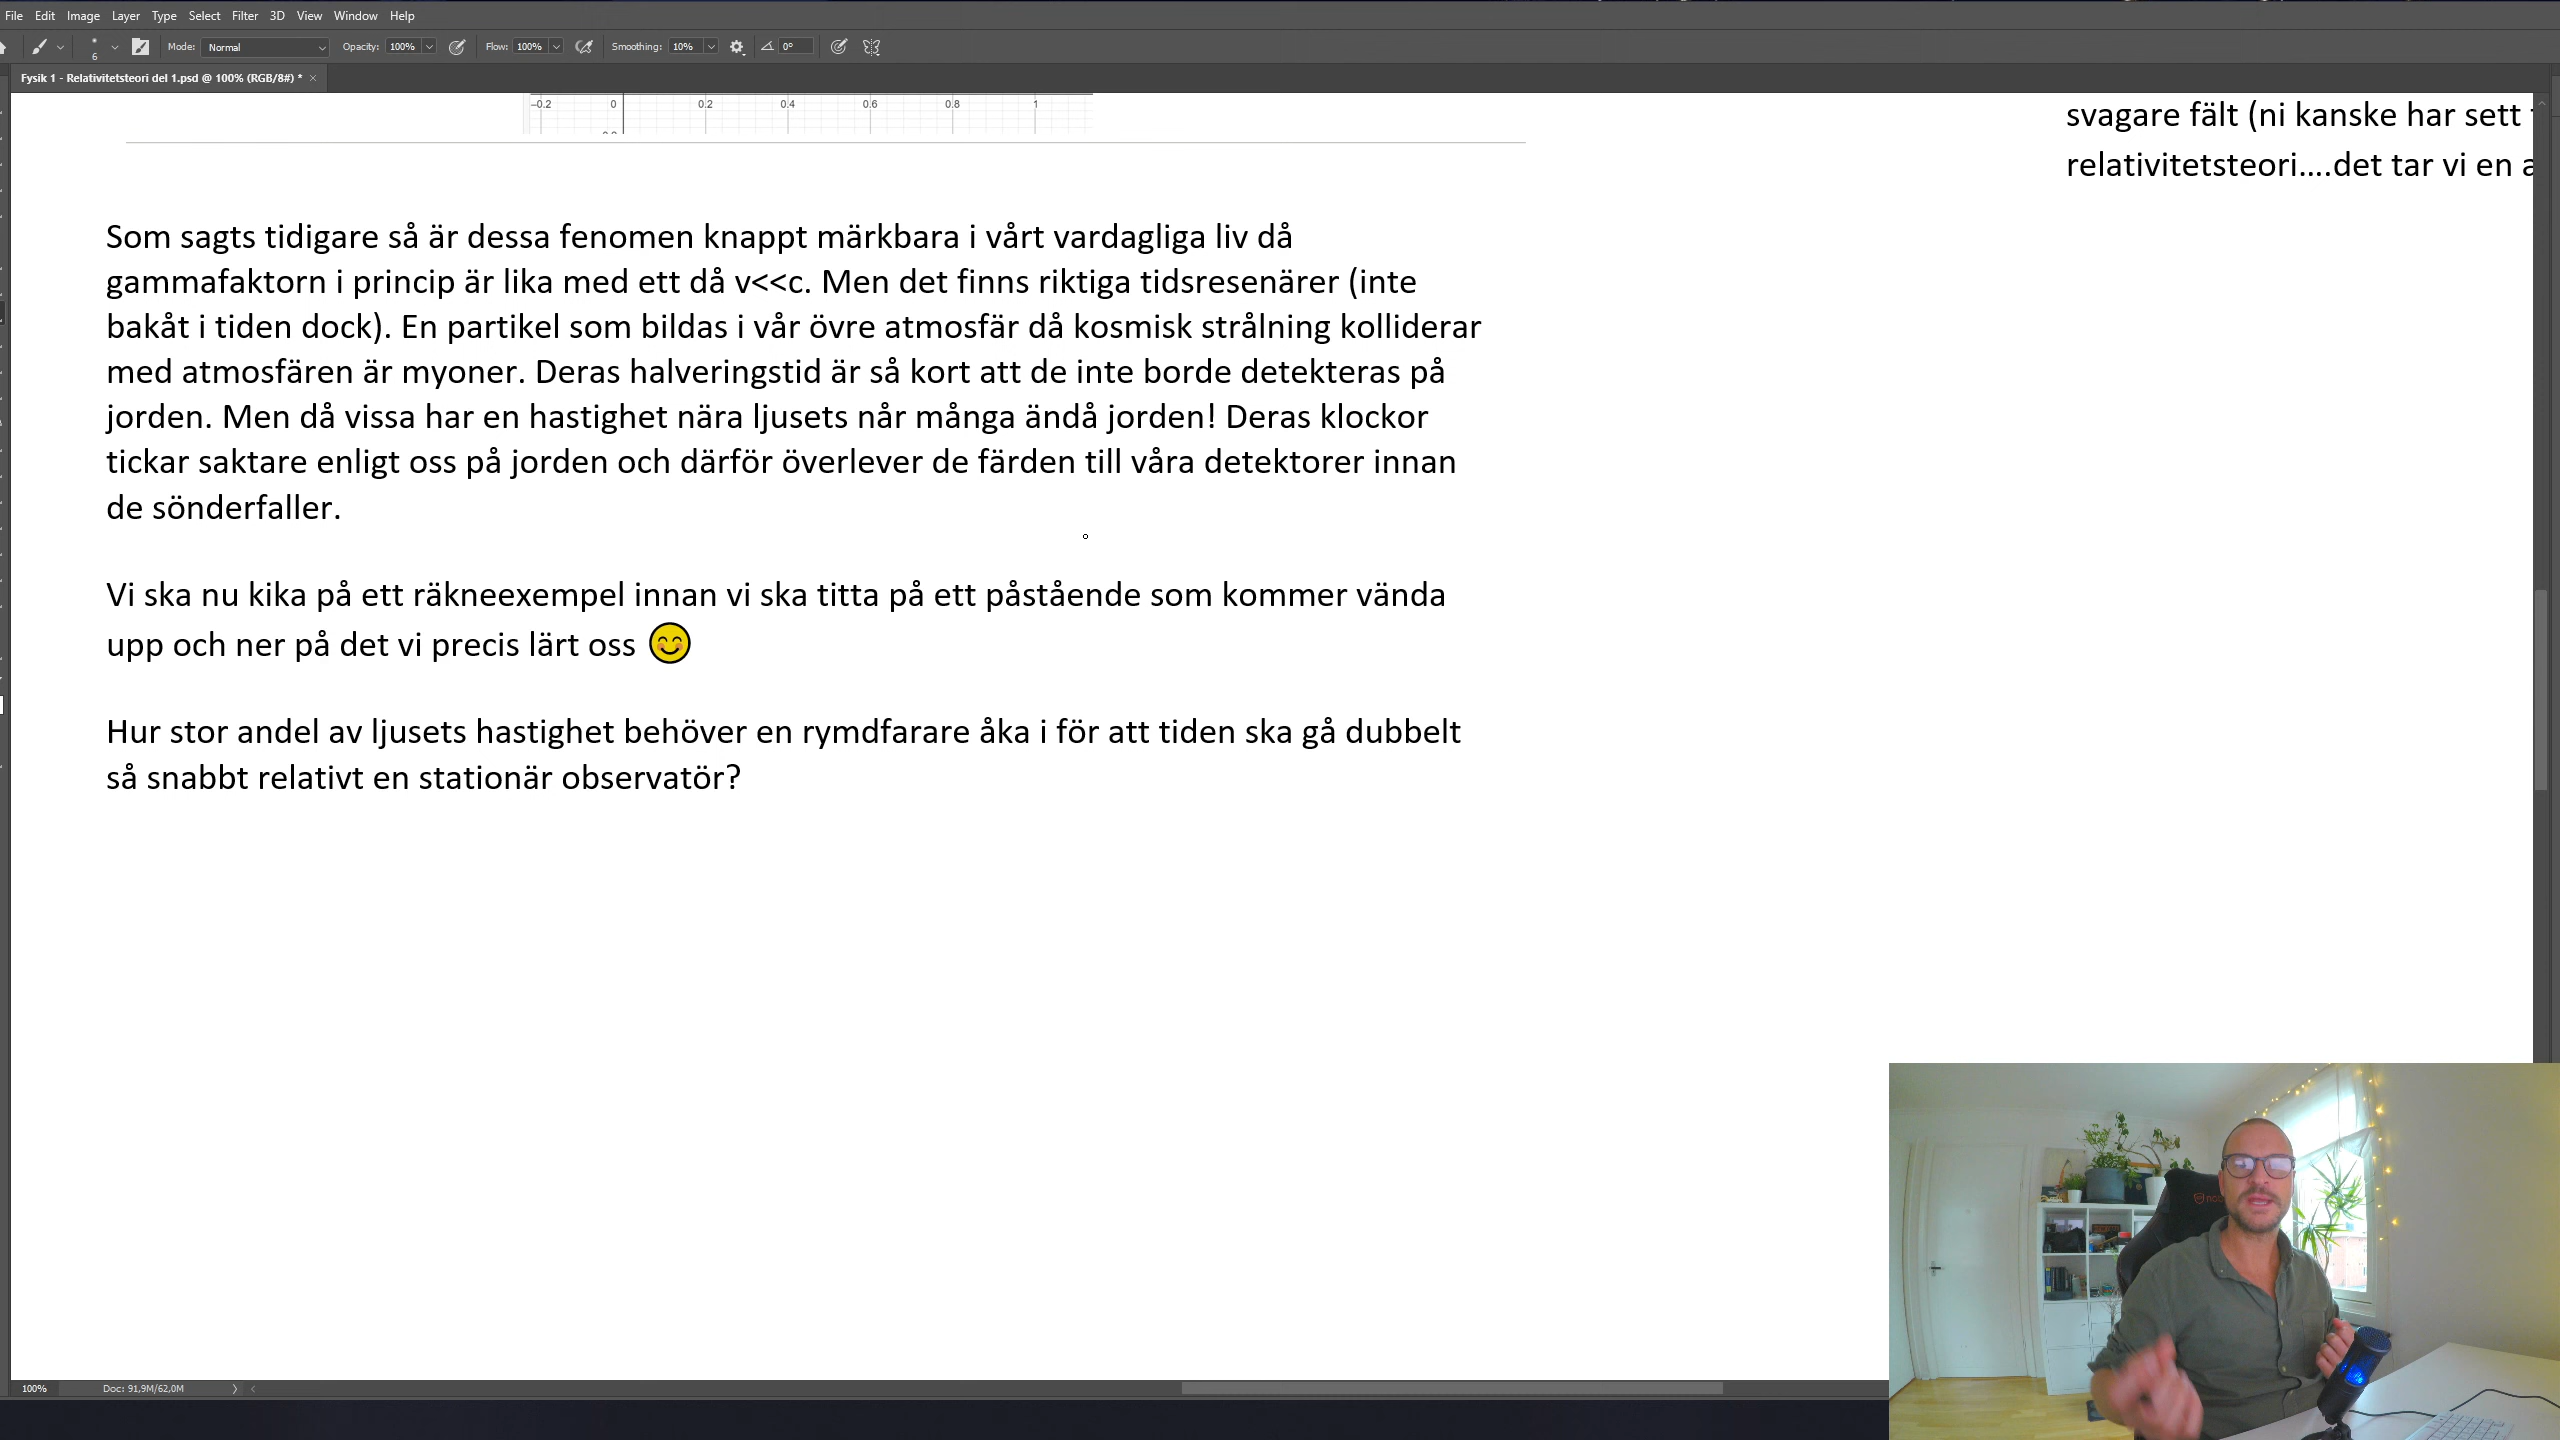 File Edit Image Layer Type Select Filter 3D View Window Help
6 Mode: Normal Opacity: 100% Flow: 100% Smoothing: 10% 0°
Fysik 1 - Relativitetsteori del 1.psd @ 100% (RGB/8#) * ×
-0.2 0 0.2 0.4 0.6 0.8 1
svagare fält (ni kanske har sett
relativitetsteori....det tar vi en a
Som sagts tidigare så är dessa fenomen knappt märkbara i vårt vardagliga liv då
gammafaktorn i princip är lika med ett då v<<c. Men det finns riktiga tidsresenärer (inte
bakåt i tiden dock). En partikel som bildas i vår övre atmosfär då kosmisk strålning kolliderar
med atmosfären är myoner. Deras halveringstid är så kort att de inte borde detekteras på
jorden. Men då vissa har en hastighet nära ljusets når många ändå jorden! Deras klockor
tickar saktare enligt oss på jorden och därför överlever de färden till våra detektorer innan
de sönderfaller.
Vi ska nu kika på ett räkneexempel innan vi ska titta på ett påstående som kommer vända
upp och ner på det vi precis lärt oss 😊
Hur stor andel av ljusets hastighet behöver en rymdfarare åka i för att tiden ska gå dubbelt
så snabbt relativt en stationär observatör?
100% Doc: 91,9M/62,0M